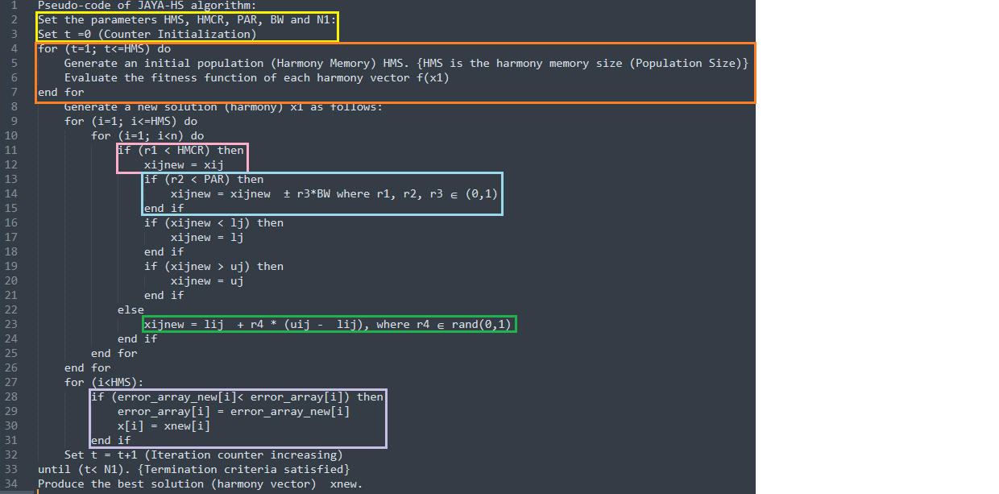 1 Pseudo-code of JAYA-HS algorithm:
2 Set the parameters HMS, HMCR, PAR, BW and N1:
3 Set t =0 (Counter Initialization)
4 for (t=1; t<=HMS) do
5 Generate an initial population (Harmony Memory) HMS. {HMS is the harmony memory size (Population Size)}
6 Evaluate the fitness function of each harmony vector f(x1)
7 end for
8 Generate a new solution (harmony) x1 as follows:
9 for (i=1; i<=HMS) do
10 for (i=1; i<n) do
11 if (r1 < HMCR) then
12 xijnew = xij
13 if (r2 < PAR) then
14 xijnew = xijnew ± r3*BW where r1, r2, r3 ∈ (0,1)
15 end if
16 if (xijnew < lj) then
17 xijnew = lj
18 end if
19 if (xijnew > uj) then
20 xijnew = uj
21 end if
22 else
23 xijnew = lij + r4 * (uij - lij), where r4 ∈ rand(0,1)
24 end if
25 end for
26 end for
27 for (i<HMS):
28 if (error_array_new[i]< error_array[i]) then
29 error_array[i] = error_array_new[i]
30 x[i] = xnew[i]
31 end if
32 Set t = t+1 (Iteration counter increasing)
33 until (t< N1). {Termination criteria satisfied}
34 Produce the best solution (harmony vector) xnew.